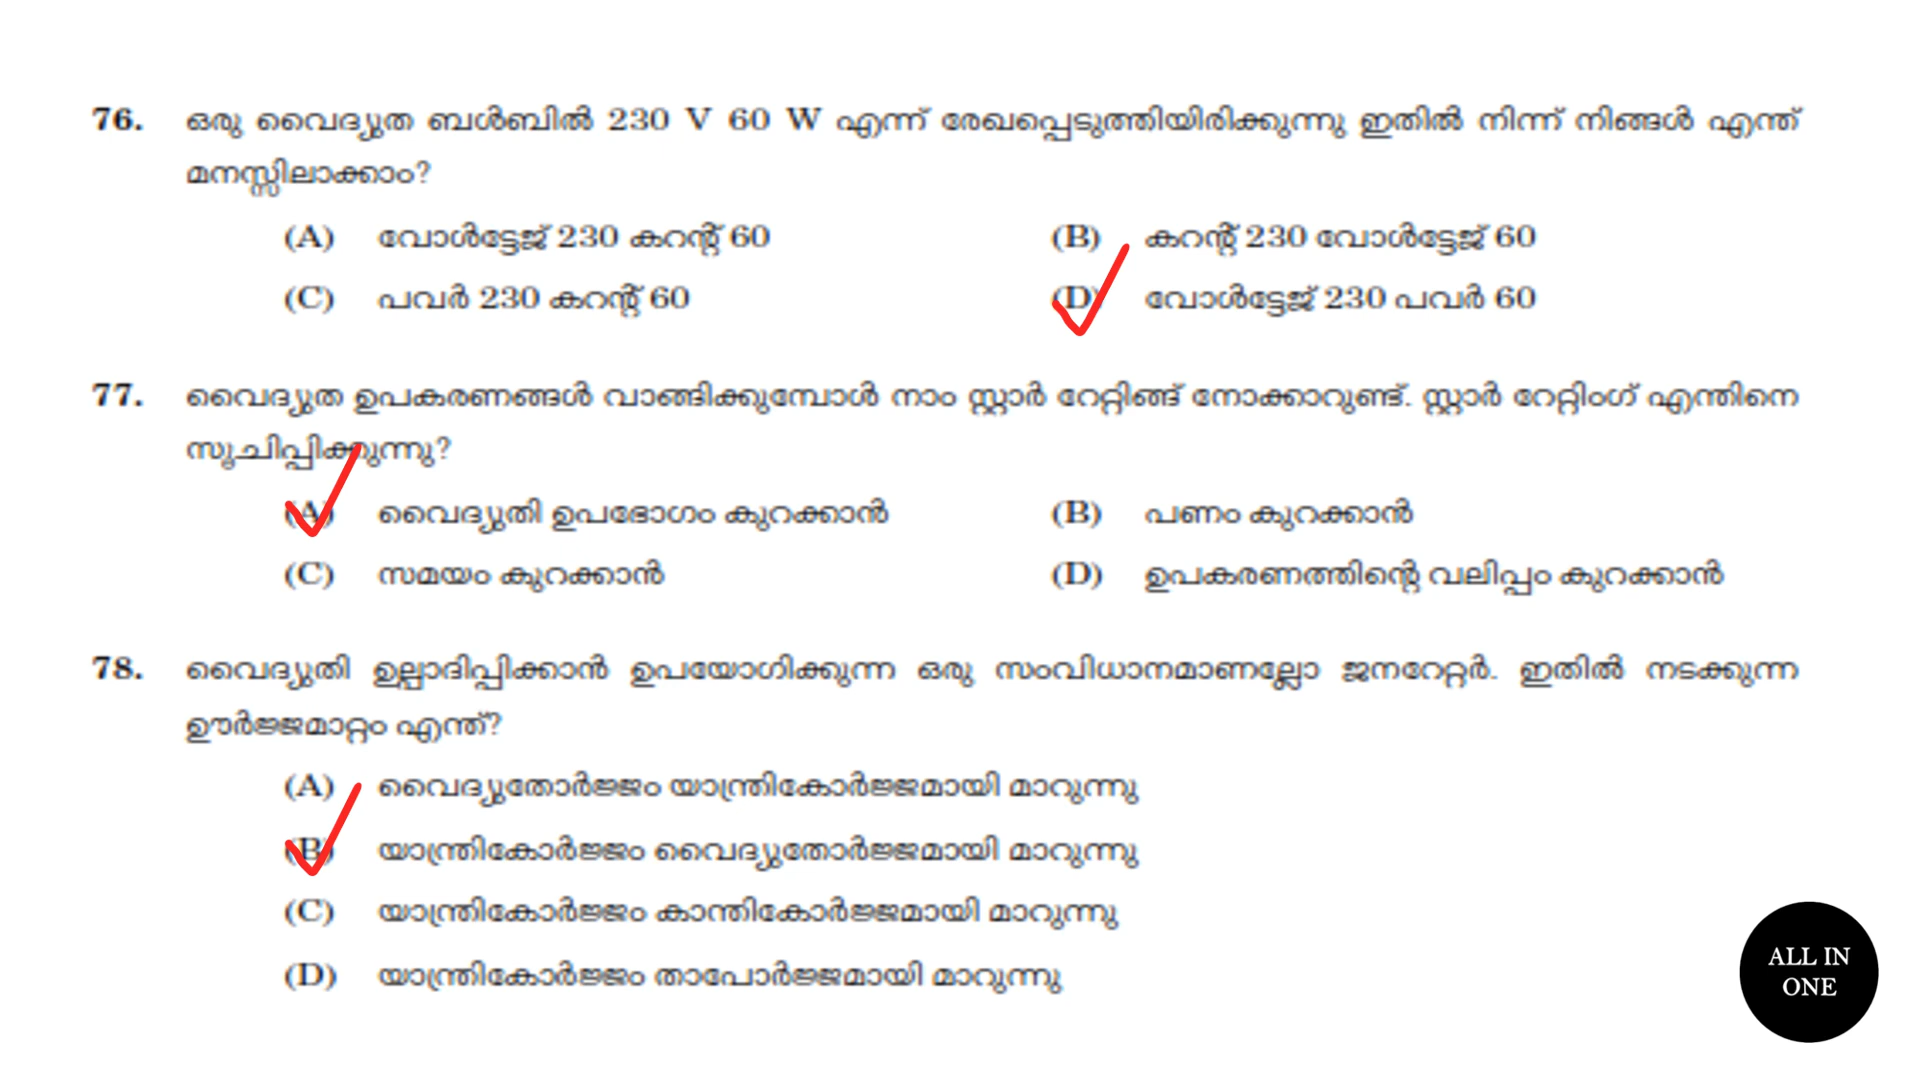 76. ഒരു വൈദ്യുത ബൾബിൽ 230 V 60 W എന്ന് രേഖപ്പെടുത്തിയിരിക്കുന്നു ഇതിൽ നിന്ന് നിങ്ങൾ എന്ത്
മനസ്സിലാക്കാം?
(A) വോൾട്ടേജ് 230 കറന്റ് 60 (B) കറന്റ് 230 വോൾട്ടേജ് 60
(C) പവർ 230 കറന്റ് 60 (D) വോൾട്ടേജ് 230 പവർ 60
77. വൈദ്യുത ഉപകരണങ്ങൾ വാങ്ങിക്കുമ്പോൾ നാം സ്റ്റാർ റേറ്റിങ്ങ് നോക്കാറുണ്ട്. സ്റ്റാർ റേറ്റിംഗ് എന്തിനെ
സൂചിപ്പിക്കുന്നു?
(A) വൈദ്യുതി ഉപഭോഗം കുറക്കാൻ (B) പണം കുറക്കാൻ
(C) സമയം കുറക്കാൻ (D) ഉപകരണത്തിന്റെ വലിപ്പം കുറക്കാൻ
78. വൈദ്യുതി ഉല്പാദിപ്പിക്കാൻ ഉപയോഗിക്കുന്ന ഒരു സംവിധാനമാണല്ലോ ജനറേറ്റർ. ഇതിൽ നടക്കുന്ന
ഊർജ്ജമാറ്റം എന്ത്?
(A) വൈദ്യുതോർജ്ജം യാന്ത്രികോർജ്ജമായി മാറുന്നു
(B) യാന്ത്രികോർജ്ജം വൈദ്യുതോർജ്ജമായി മാറുന്നു
(C) യാന്ത്രികോർജ്ജം കാന്തികോർജ്ജമായി മാറുന്നു
(D) യാന്ത്രികോർജ്ജം താപോർജ്ജമായി മാറുന്നു
ALL IN
ONE